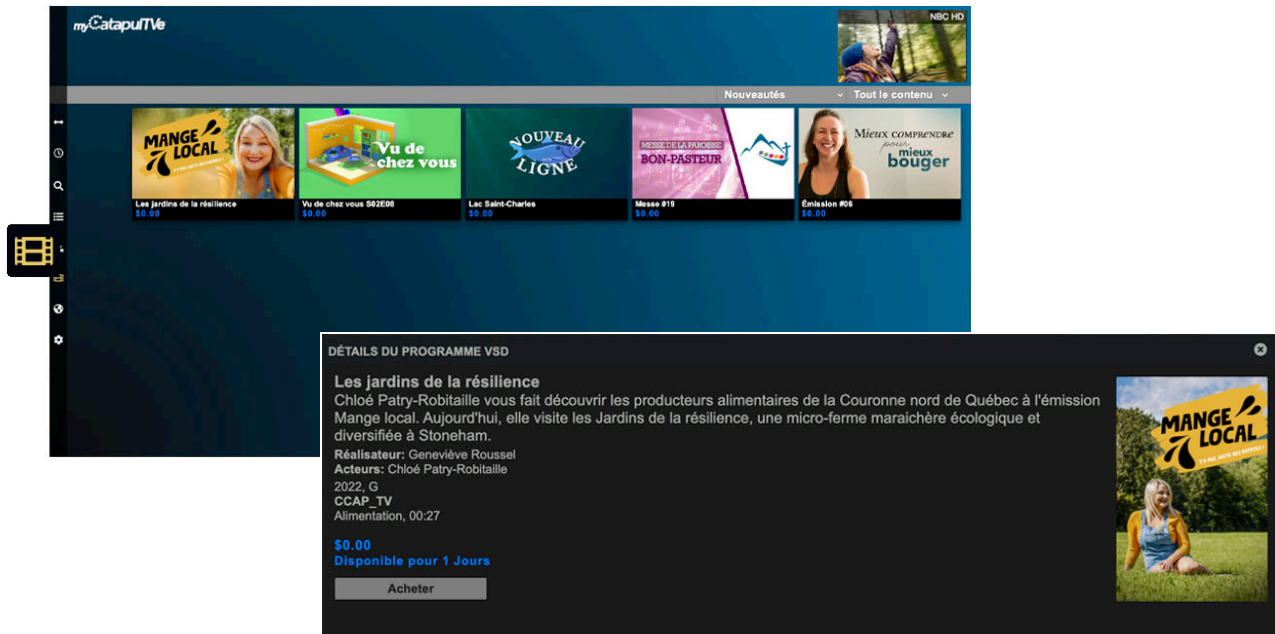 myCatapulTVe
NBC HD
Nouveautés
Tout le contenu
MANGE
LOCAL
Vu de
chez vous
NOUVEAU
LIGNE
MESSE DE LA PAROISSE
BON-PASTEUR
Mieux comprendre
pour
mieux
bouger
Les jardins de la résilience
$0.00
Vu de chez vous S02E08
$0.00
Lac Saint-Charles
Messe #19
$0.00
Émission #06
$0.00
DÉTAILS DU PROGRAMME VSD
Les jardins de la résilience
Chloé Patry-Robitaille vous fait découvrir les producteurs alimentaires de la Couronne nord de Québec à l'émission
Mange local. Aujourd'hui, elle visite les Jardins de la résilience, une micro-ferme maraichère écologique et
diversifiée à Stoneham.
Réalisateur: Geneviève Roussel
Acteurs: Chloé Patry-Robitaille
2022, G
CCAP_TV
Alimentation, 00:27
$0.00
Disponible pour 1 Jours
Acheter
MANGE
LOCAL